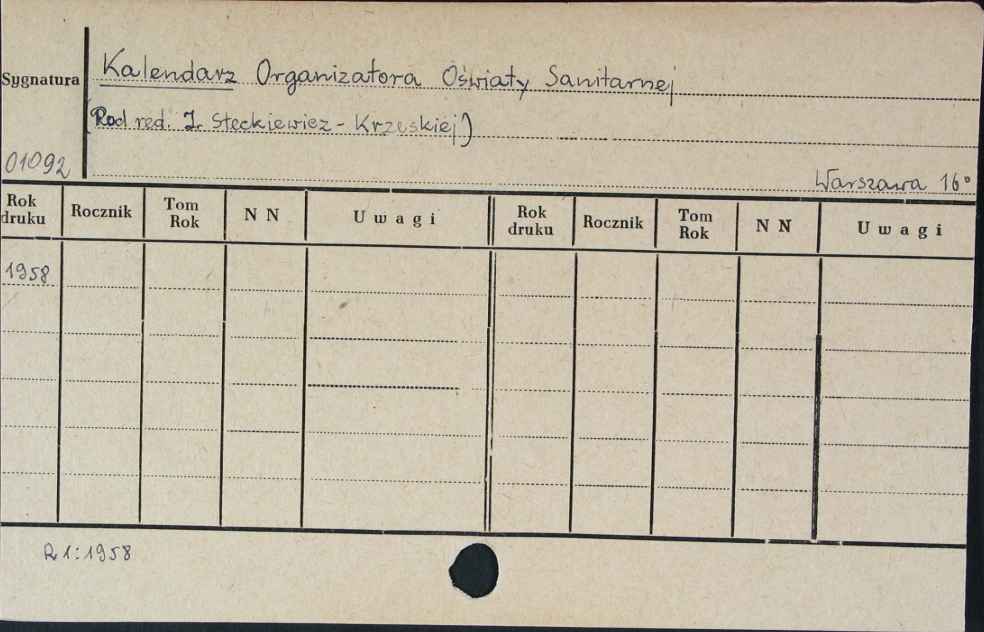 Sygnatura
Kalendarz Organizatora Oświaty Sanitarnej
(Pod red. J. Steckiewicz-Krzeskiej)
01092
Warszawa 16°
Rok druku Rocznik Tom Rok N N Uwagi Rok druku Rocznik Tom Rok N N Uwagi
1958
R 1:1958